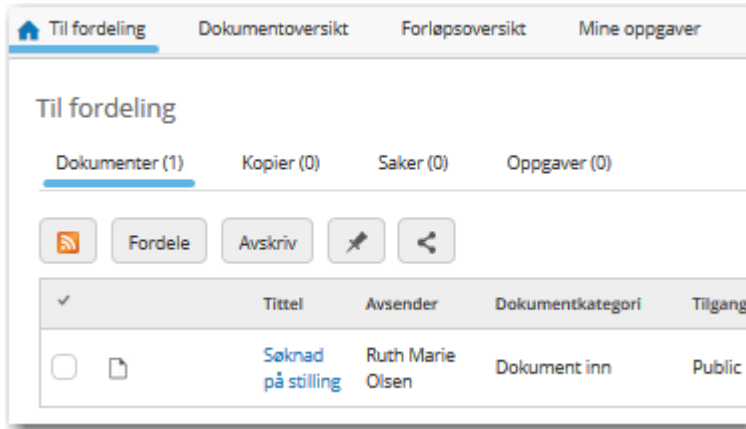 Til fordeling Dokumentoversikt Forløpsoversikt Mine oppgaver
Til fordeling
Dokumenter (1) Kopier (0) Saker (0) Oppgaver (0)
Fordele Avskriv
Tittel Avsender Dokumentkategori Tilgang
Søknad på stilling Ruth Marie Olsen Dokument inn Public